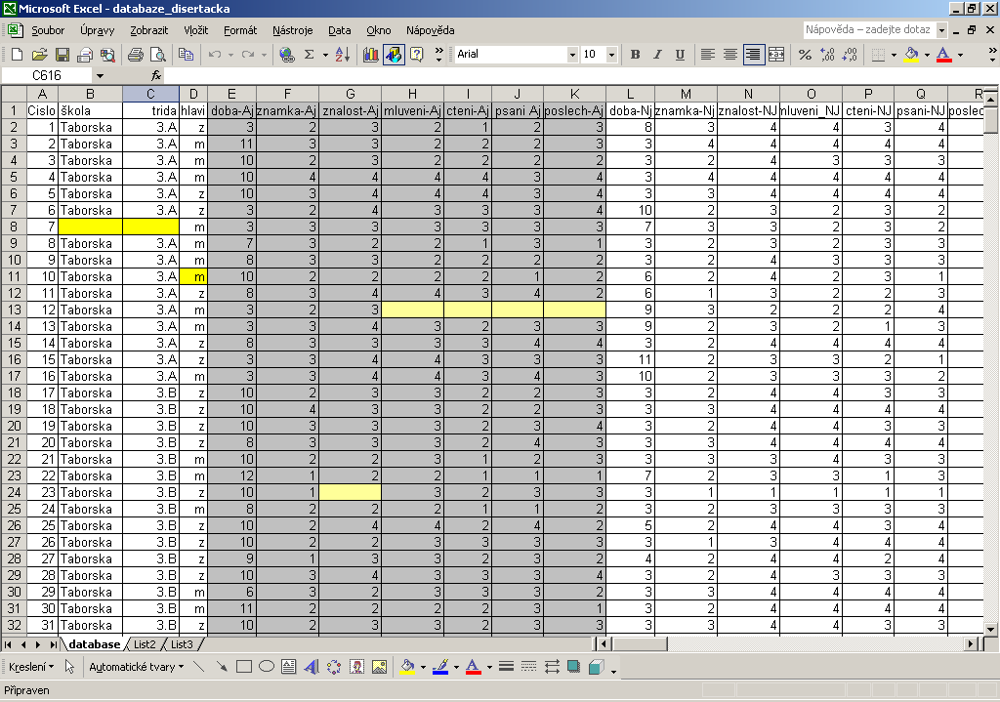 Microsoft Excel - databaze_disertacka
Soubor Úpravy Zobrazit Vložit Formát Nástroje Data Okno Nápověda Nápověda – zadejte dotaz
Arial 10 B I U
C616 fx
A B C D E F G H I J K L M N O P Q R
1 Cislo škola trida hlavi doba-Aj znamka-Aj znalost-Aj mluveni-Aj cteni-Aj psani Aj poslech-Aj doba-Nj znamka-Nj znalost-NJ nluveni_NJ cteni-NJ psani-NJ poslec
2 1 Taborska 3.A z 3 2 3 2 1 2 3 8 3 4 4 3 4
3 2 Taborska 3.A m 11 3 3 2 2 2 2 3 4 4 4 4 4
4 3 Taborska 3.A m 10 2 3 2 2 3 2 3 2 4 3 3 3
5 4 Taborska 3.A m 10 4 4 4 4 3 4 3 3 4 4 4 4
6 5 Taborska 3.A z 10 3 4 4 4 3 4 3 3 4 4 4 4
7 6 Taborska 3.A z 3 2 4 3 3 3 4 10 2 3 2 3 2
8 7 m 3 3 3 3 3 3 3 7 3 3 2 3 2
9 8 Taborska 3.A m 7 3 2 2 1 3 1 3 2 3 2 3 3
10 9 Taborska 3.A m 8 3 3 2 2 2 2 3 2 4 3 3 3
11 10 Taborska 3.A m 10 2 2 2 2 1 2 6 2 4 2 3 1
12 11 Taborska 3.A z 8 3 4 4 3 4 2 6 1 3 2 2 3
13 12 Taborska 3.A m 3 2 3 9 3 2 2 2 4
14 13 Taborska 3.A m 3 3 4 3 2 3 3 9 2 3 2 1 3
15 14 Taborska 3.A z 8 3 3 3 3 4 4 3 2 4 4 4 4
16 15 Taborska 3.A z 3 3 4 4 3 3 3 11 2 3 3 2 1
17 16 Taborska 3.A m 3 3 4 4 3 4 3 10 2 3 3 3 2
18 17 Taborska 3.B z 10 2 3 3 2 2 3 3 2 4 4 3 3
19 18 Taborska 3.B z 10 3 4 3 2 2 3 3 3 4 4 4 4
20 19 Taborska 3.B z 10 3 3 3 2 3 4 3 2 4 4 3 3
21 20 Taborska 3.B z 8 3 3 3 2 4 3 3 3 4 4 4 4
22 21 Taborska 3.B m 10 2 2 3 1 2 3 3 3 3 4 3 4
23 22 Taborska 3.B m 12 1 2 2 1 1 1 7 2 3 3 1 3
24 23 Taborska 3.B z 10 1 3 2 3 3 3 1 1 1 1 1
25 24 Taborska 3.B m 8 2 2 2 1 1 2 3 2 3 3 3 3
26 25 Taborska 3.B z 10 2 4 4 2 4 2 5 2 4 4 3 4
27 26 Taborska 3.B z 10 2 2 3 3 3 3 3 1 3 4 4 4
28 27 Taborska 3.B z 9 1 3 3 2 3 2 4 2 4 4 2 4
29 28 Taborska 3.B z 10 3 4 3 3 3 3 3 2 4 3 3 3
30 29 Taborska 3.B m 6 3 2 3 3 3 2 3 3 4 4 4 4
31 30 Taborska 3.B m 11 2 2 2 2 3 1 3 2 4 4 4 4
32 31 Taborska 3.B z 10 2 3 3 2 3 3 3 3 4 4 3 3
database List2 List3
Kreslení Automatické tvary
Připraven